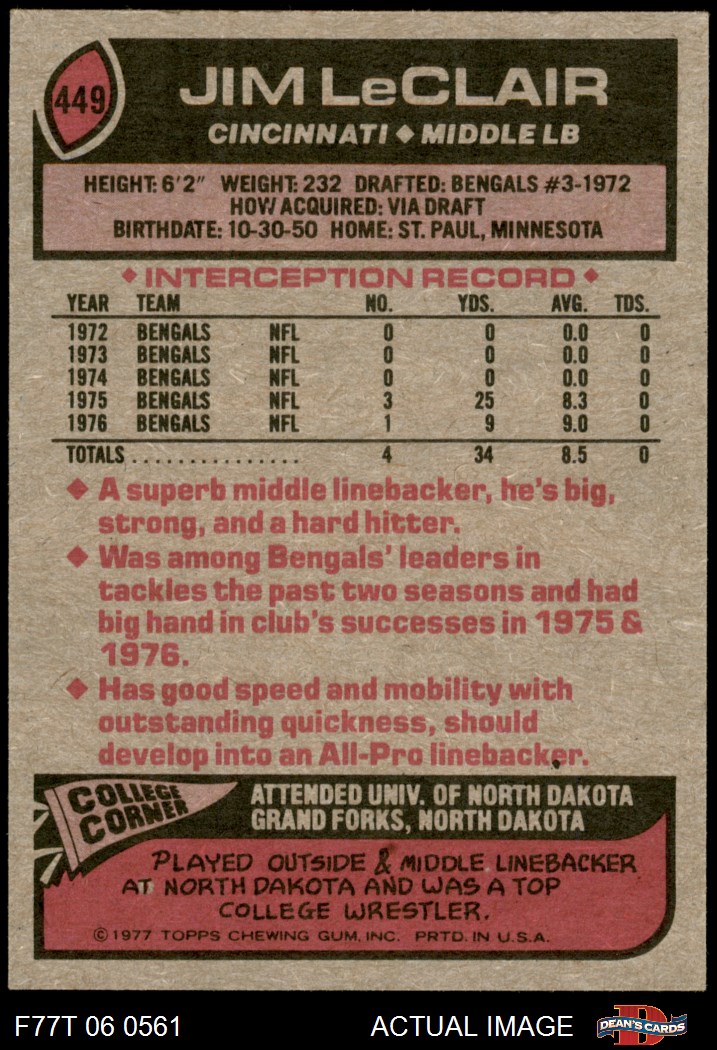 449
JIM LeCLAIR
CINCINNATI ◆ MIDDLE LB
HEIGHT: 6'2" WEIGHT: 232 DRAFTED: BENGALS #3-1972
HOW ACQUIRED: VIA DRAFT
BIRTHDATE: 10-30-50 HOME: ST. PAUL, MINNESOTA
◆ INTERCEPTION RECORD ◆
YEAR TEAM NO. YDS. AVG. TDS.
1972 BENGALS NFL 0 0 0.0 0
1973 BENGALS NFL 0 0 0.0 0
1974 BENGALS NFL 0 0 0.0 0
1975 BENGALS NFL 3 25 8.3 0
1976 BENGALS NFL 1 9 9.0 0
TOTALS ................ 4 34 8.5 0
◆ A superb middle linebacker, he's big,
strong, and a hard hitter.
◆ Was among Bengals' leaders in
tackles the past two seasons and had
big hand in club's successes in 1975 &
1976.
◆ Has good speed and mobility with
outstanding quickness, should
develop into an All-Pro linebacker.
COLLEGE
CORNER
ATTENDED UNIV. OF NORTH DAKOTA
GRAND FORKS, NORTH DAKOTA
PLAYED OUTSIDE & MIDDLE LINEBACKER
AT NORTH DAKOTA AND WAS A TOP
COLLEGE WRESTLER.
© 1977 TOPPS CHEWING GUM, INC. PRTD. IN U.S.A.
F77T 06 0561 ACTUAL IMAGE
D
DEAN'S CARDS